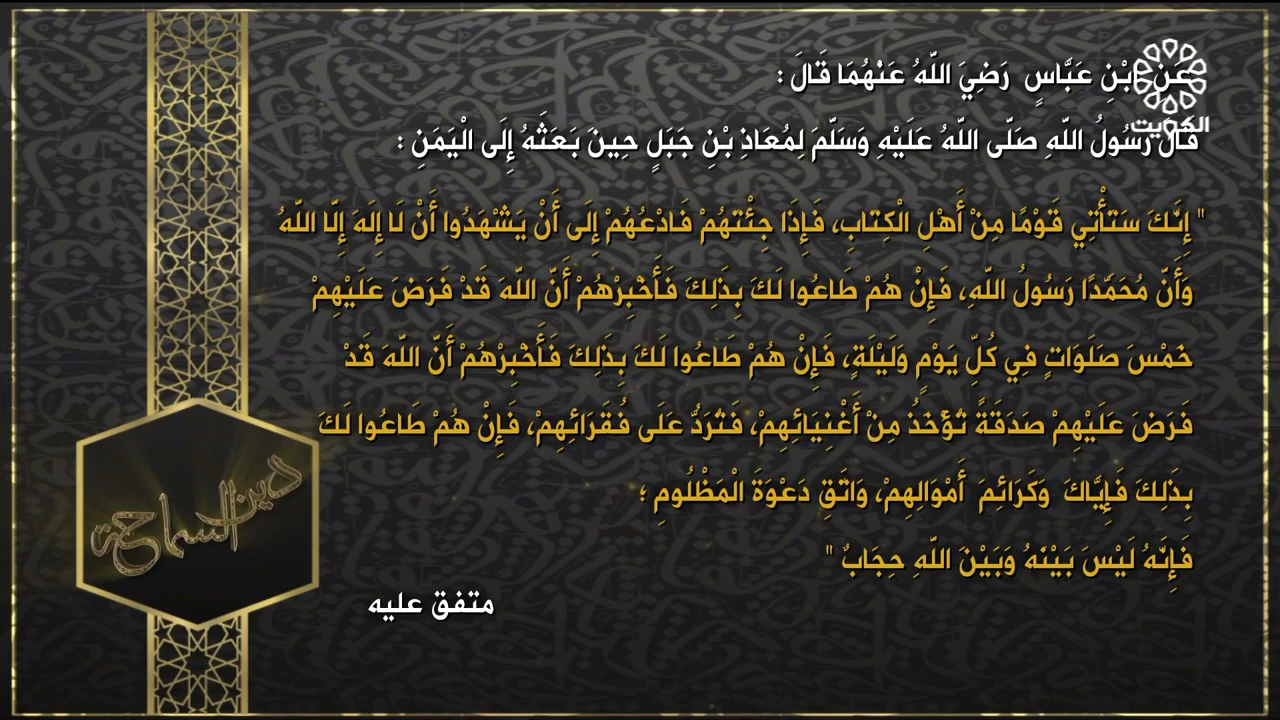 عَنِ ابْنِ عَبَّاسٍ رَضِيَ اللّهُ عَنْهُمَا قَالَ :
الكويت
قَالَ رَسُولُ اللّهِ صَلّى اللّهُ عَلَيْهِ وَسَلّمَ لِمُعَاذِ بْنِ جَبَلٍ حِينَ بَعَثَهُ إِلَى الْيَمَنِ :
" إِنَّكَ سَتَأْتِي قَوْمًا مِنْ أَهْلِ الْكِتَابِ، فَإِذَا جِئْتَهُمْ فَادْعُهُمْ إِلَى أَنْ يَشْهَدُوا أَنْ لَا إِلَهَ إِلّا اللّهُ
وَأَنّ مُحَمَّدًا رَسُولُ اللّهِ، فَإِنْ هُمْ طَاعُوا لَكَ بِذَلِكَ فَأَخْبِرْهُمْ أَنّ اللّهَ قَدْ فَرَضَ عَلَيْهِمْ
خَمْسَ صَلَوَاتٍ فِي كُلِّ يَوْمٍ وَلَيْلَةٍ، فَإِنْ هُمْ طَاعُوا لَكَ بِذَلِكَ فَأَخْبِرْهُمْ أَنّ اللّهَ قَدْ
فَرَضَ عَلَيْهِمْ صَدَقَةً تُؤْخَذُ مِنْ أَغْنِيَائِهِمْ، فَتُرَدُّ عَلَى فُقَرَائِهِمْ، فَإِنْ هُمْ طَاعُوا لَكَ
بِذَلِكَ فَإِيَّاكَ وَكَرَائِمَ أَمْوَالِهِمْ، وَاتَّقِ دَعْوَةَ الْمَظْلُومِ ؛
فَإِنَّهُ لَيْسَ بَيْنَهُ وَبَيْنَ اللّهِ حِجَابٌ "
متفق عليه
دين السماحة